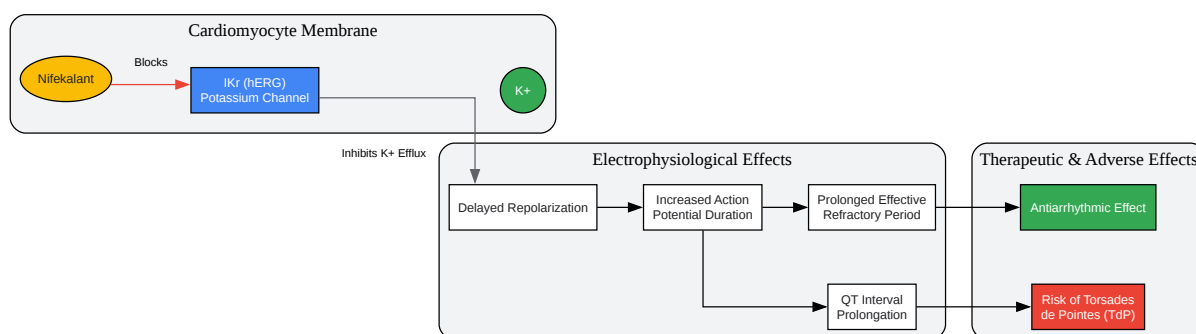 Cardiomyocyte Membrane
Nifekalant
Blocks
IKr (hERG)
Potassium Channel
K+
Inhibits K+ Efflux
Electrophysiological Effects
Delayed Repolarization
Increased Action
Potential Duration
Prolonged Effective
Refractory Period
QT Interval
Prolongation
Therapeutic & Adverse Effects
Antiarrhythmic Effect
Risk of Torsades
de Pointes (TdP)